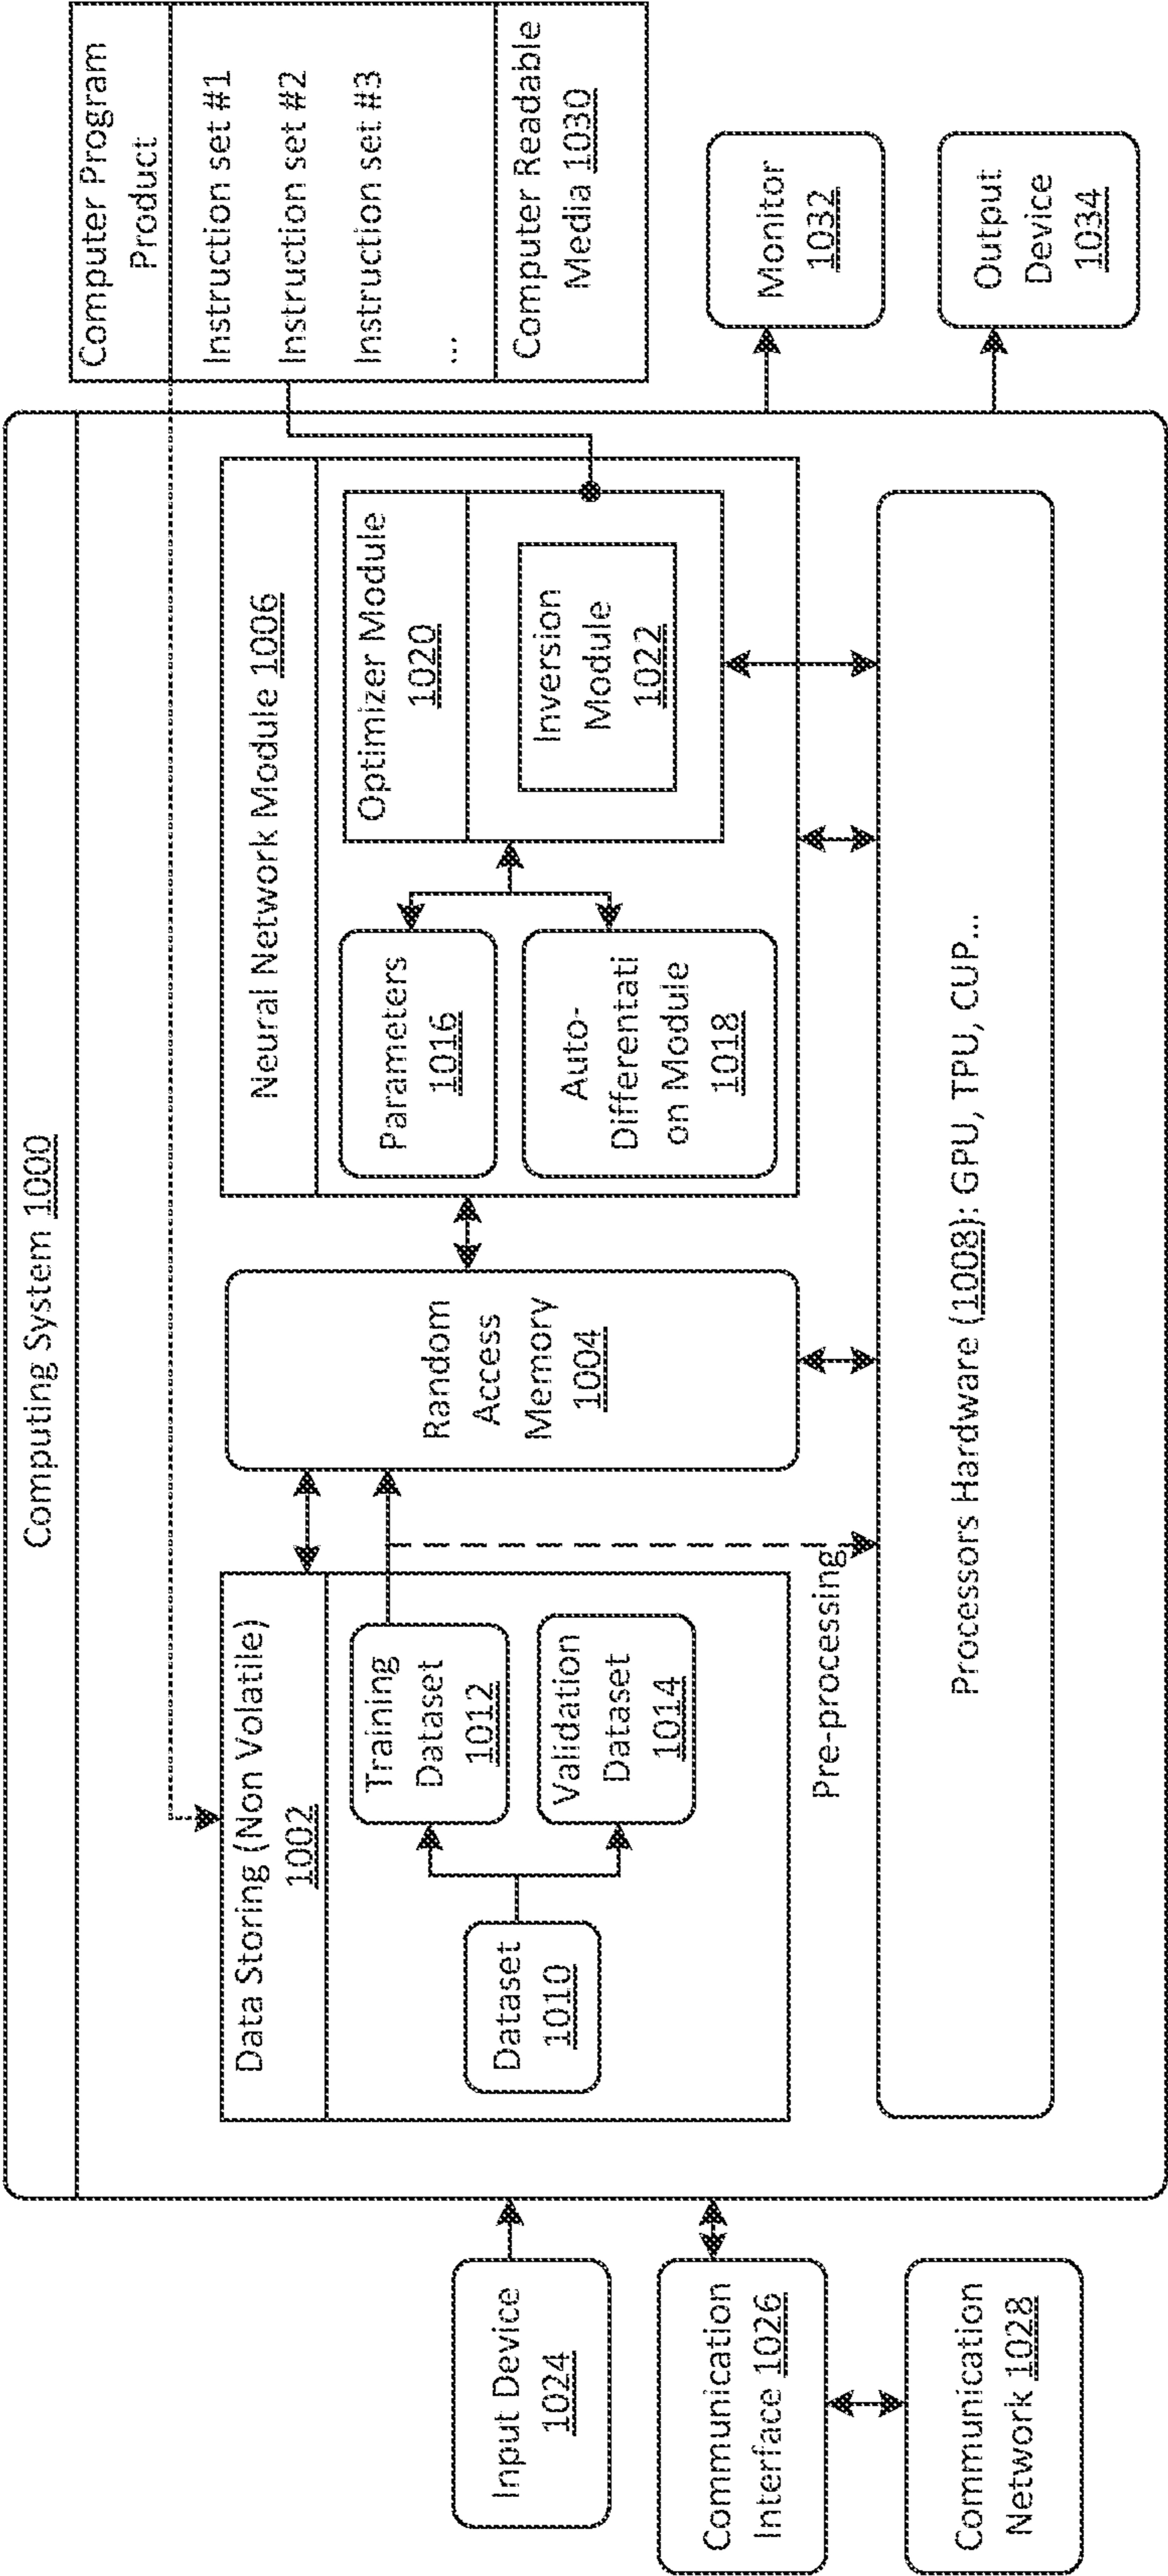 Computing System 1000
Computer Program
Product
Instruction set #1
Instruction set #2
Instruction set #3
...
Computer Readable
Media 1030
Data Storing (Non Volatile)
1002
Dataset
1010
Training
Dataset
1012
Validation
Dataset
1014
Random
Access
Memory
1004
Neural Network Module 1006
Parameters
1016
Auto-
Differentati
on Module
1018
Optimizer Module
1020
Inversion
Module
1022
Pre-processing
Processors Hardware (1008): GPU, TPU, CUP...
Input Device
1024
Communication
Interface 1026
Communication
Network 1028
Monitor
1032
Output
Device
1034